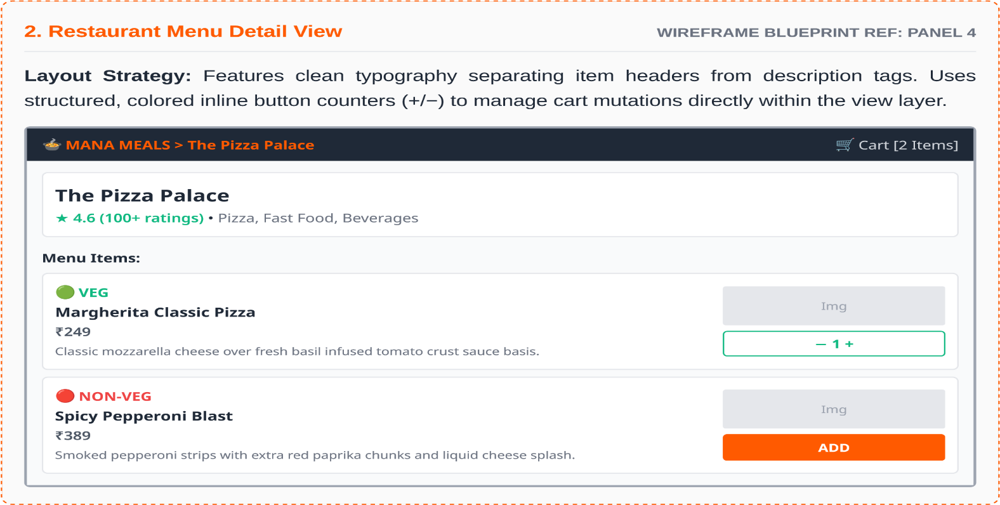 2. Restaurant Menu Detail View
WIREFRAME BLUEPRINT REF: PANEL 4
Layout Strategy: Features clean typography separating item headers from description tags. Uses
structured, colored inline button counters (+/−) to manage cart mutations directly within the view layer.
🍲 MANA MEALS > The Pizza Palace
🛒 Cart [2 Items]
The Pizza Palace
★ 4.6 (100+ ratings) • Pizza, Fast Food, Beverages
Menu Items:
🟢 VEG
Margherita Classic Pizza
₹249
Classic mozzarella cheese over fresh basil infused tomato crust sauce basis.
Img
− 1 +
🔴 NON-VEG
Spicy Pepperoni Blast
₹389
Smoked pepperoni strips with extra red paprika chunks and liquid cheese splash.
Img
ADD